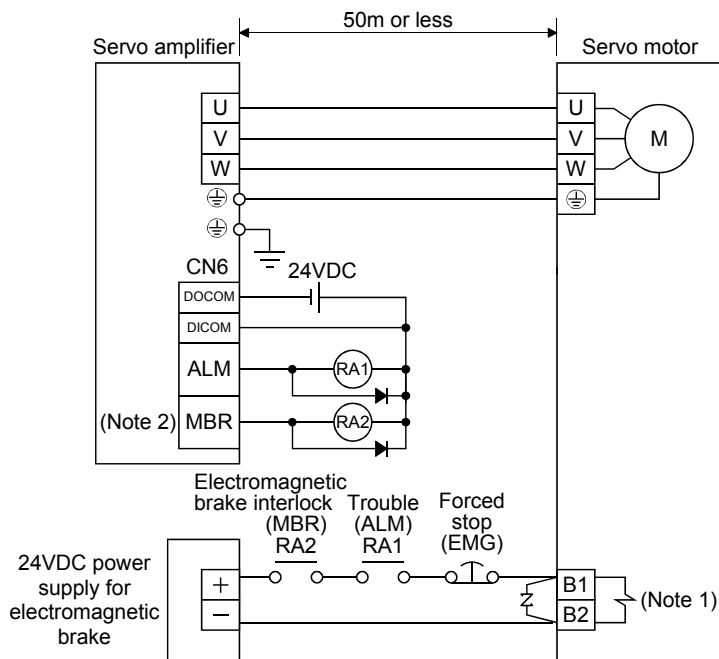 50m or less
Servo amplifier
Servo motor
U
V
W
U
V
W
M
CN6
24VDC
DOCOM
DICOM
ALM
RA1
(Note 2)
MBR
RA2
Electromagnetic
brake interlock
(MBR)
RA2
Trouble
(ALM)
RA1
Forced
stop
(EMG)
24VDC power
supply for
electromagnetic
brake
+
−
B1
B2
(Note 1)